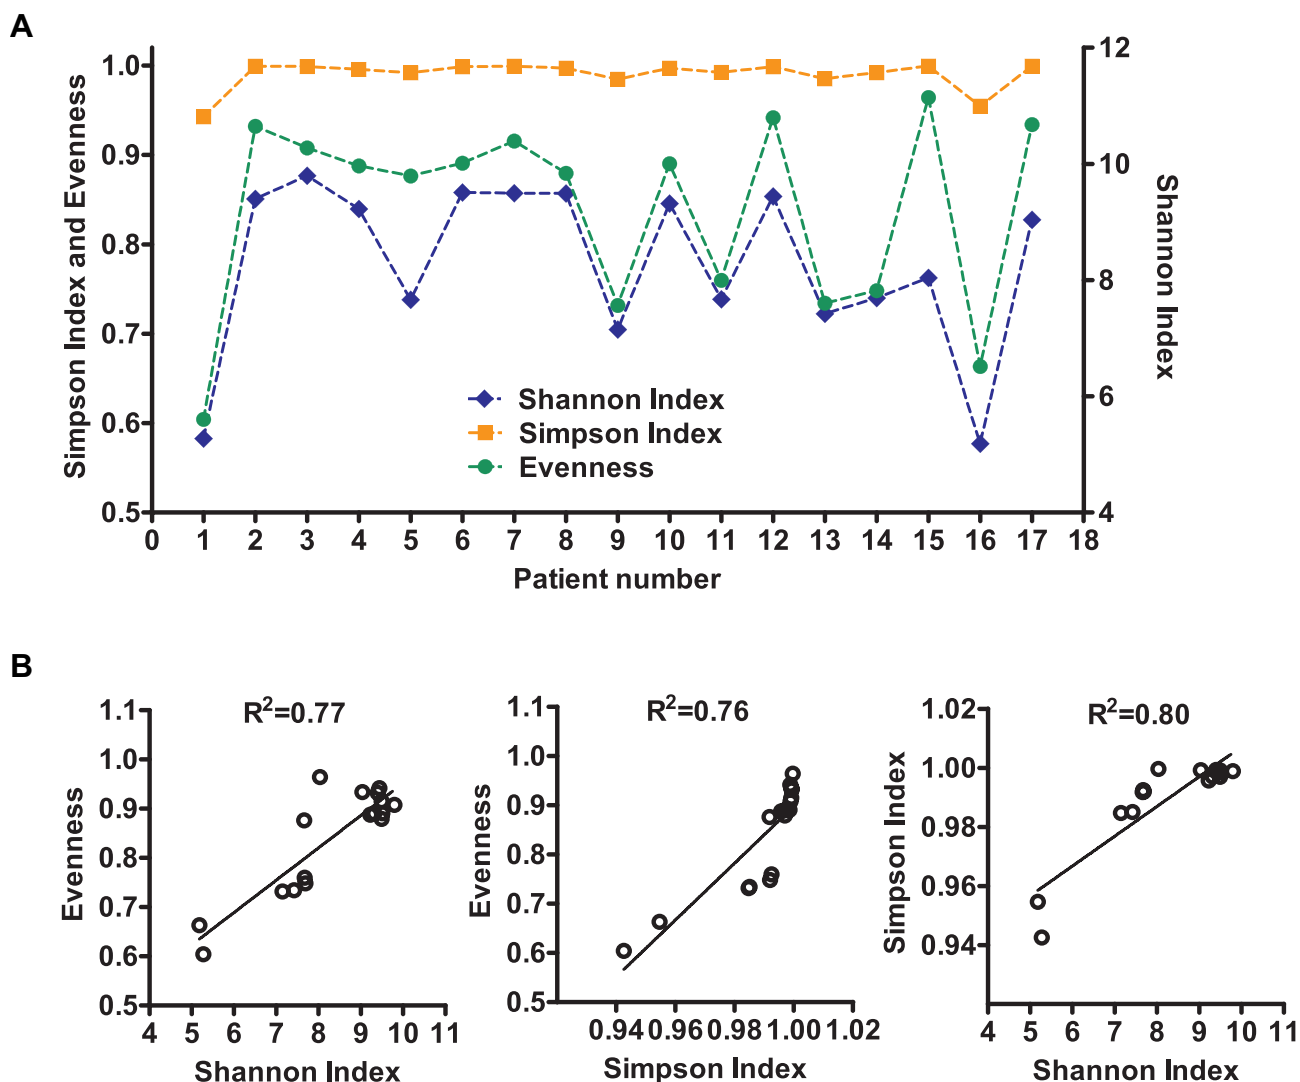 A
Simpson Index and Evenness
1.0
0.9
0.8
0.7
0.6
0.5
12
10
8
6
4
Shannon Index
Shannon Index
Simpson Index
Evenness
0 1 2 3 4 5 6 7 8 9 10 11 12 13 14 15 16 17 18
Patient number
B
R²=0.77
Evenness
1.1
1.0
0.9
0.8
0.7
0.6
0.5
4 5 6 7 8 9 10 11
Shannon Index
R²=0.76
Evenness
1.1
1.0
0.9
0.8
0.7
0.6
0.5
0.94 0.96 0.98 1.00 1.02
Simpson Index
R²=0.80
Simpson Index
1.02
1.00
0.98
0.96
0.94
4 5 6 7 8 9 10 11
Shannon Index